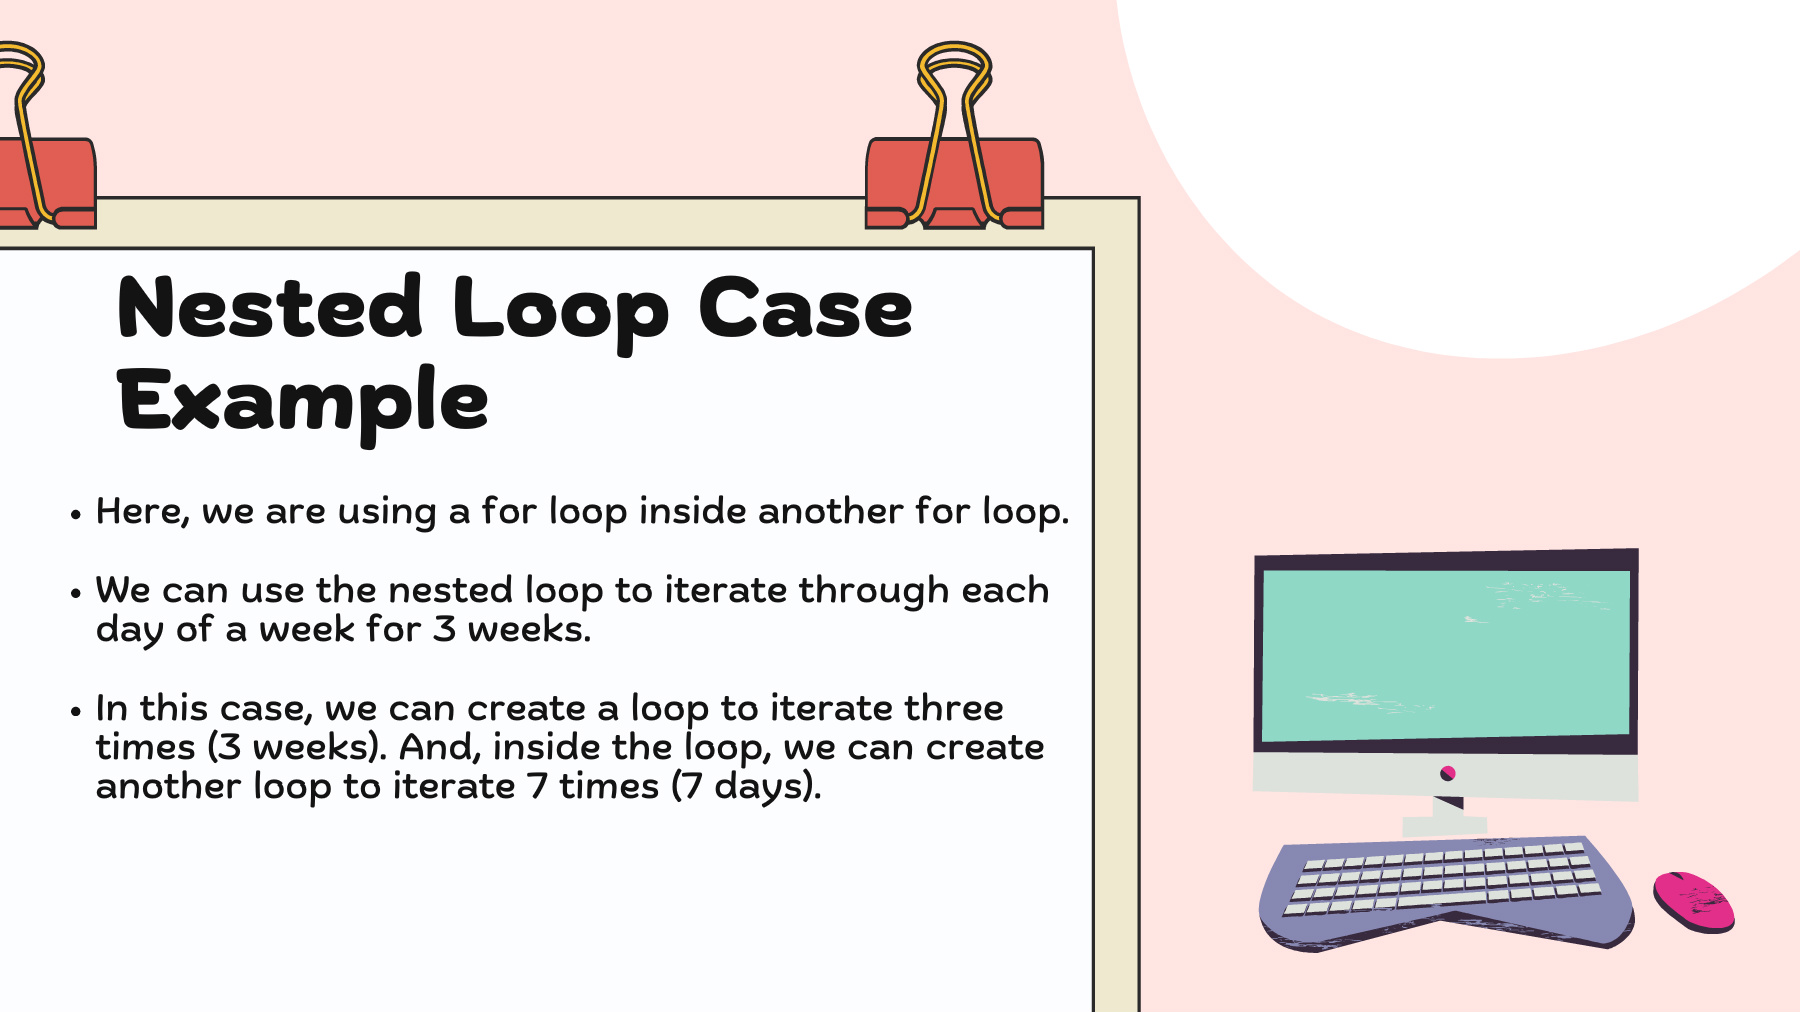 Nested Loop Case
Example
• Here, we are using a for loop inside another for loop.
• We can use the nested loop to iterate through each
day of a week for 3 weeks.
• In this case, we can create a loop to iterate three
times (3 weeks). And, inside the loop, we can create
another loop to iterate 7 times (7 days).